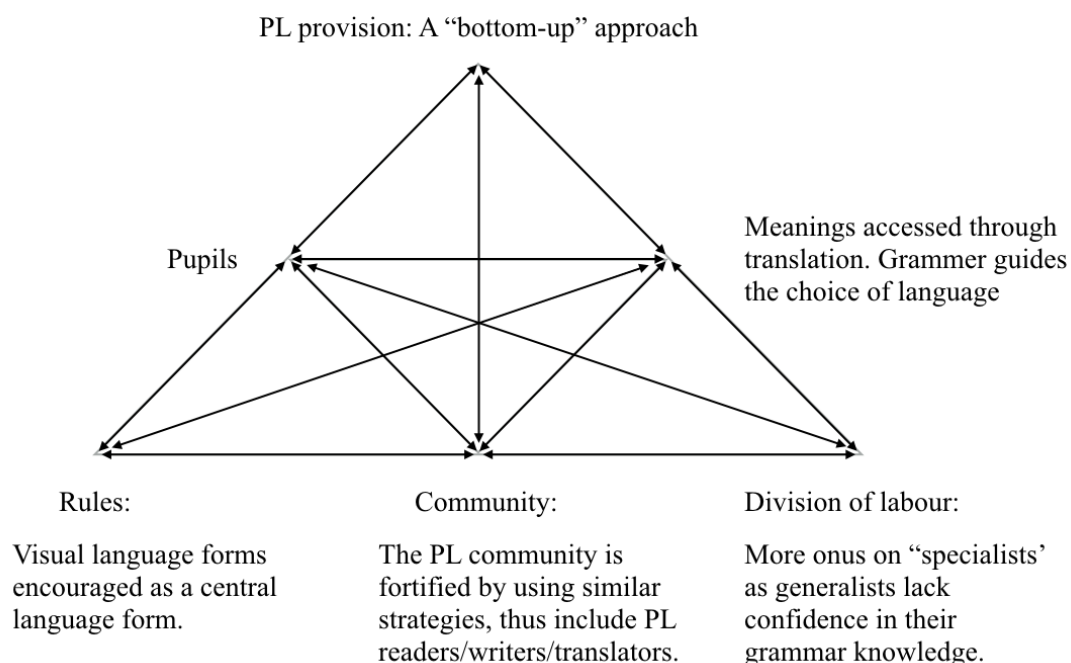 PL provision: A “bottom-up” approach
Pupils
Meanings accessed through
translation. Grammer guides
the choice of language
Rules:
Visual language forms
encouraged as a central
language form.
Community:
The PL community is
fortified by using similar
strategies, thus include PL
readers/writers/translators.
Division of labour:
More onus on “specialists’
as generalists lack
confidence in their
grammar knowledge.